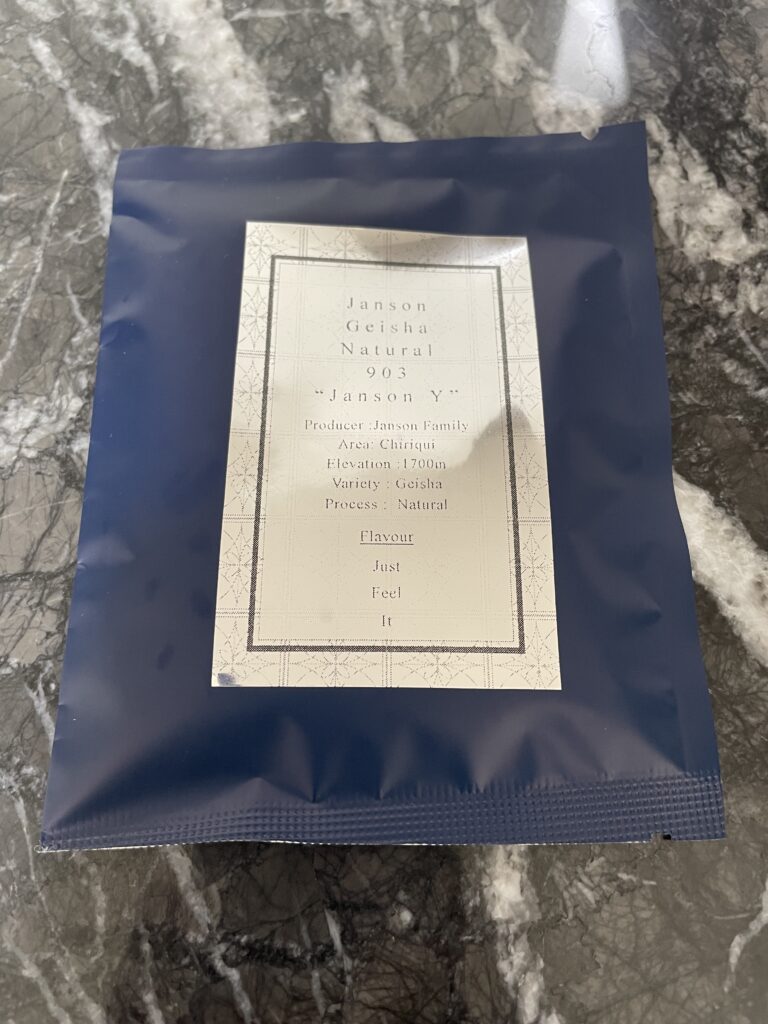 Janson
Geisha
Natural
903
“Janson Y”
Producer :Janson Family
Area: Chiriqui
Elevation :1700m
Variety : Geisha
Process : Natural
Flavour
Just
Feel
It